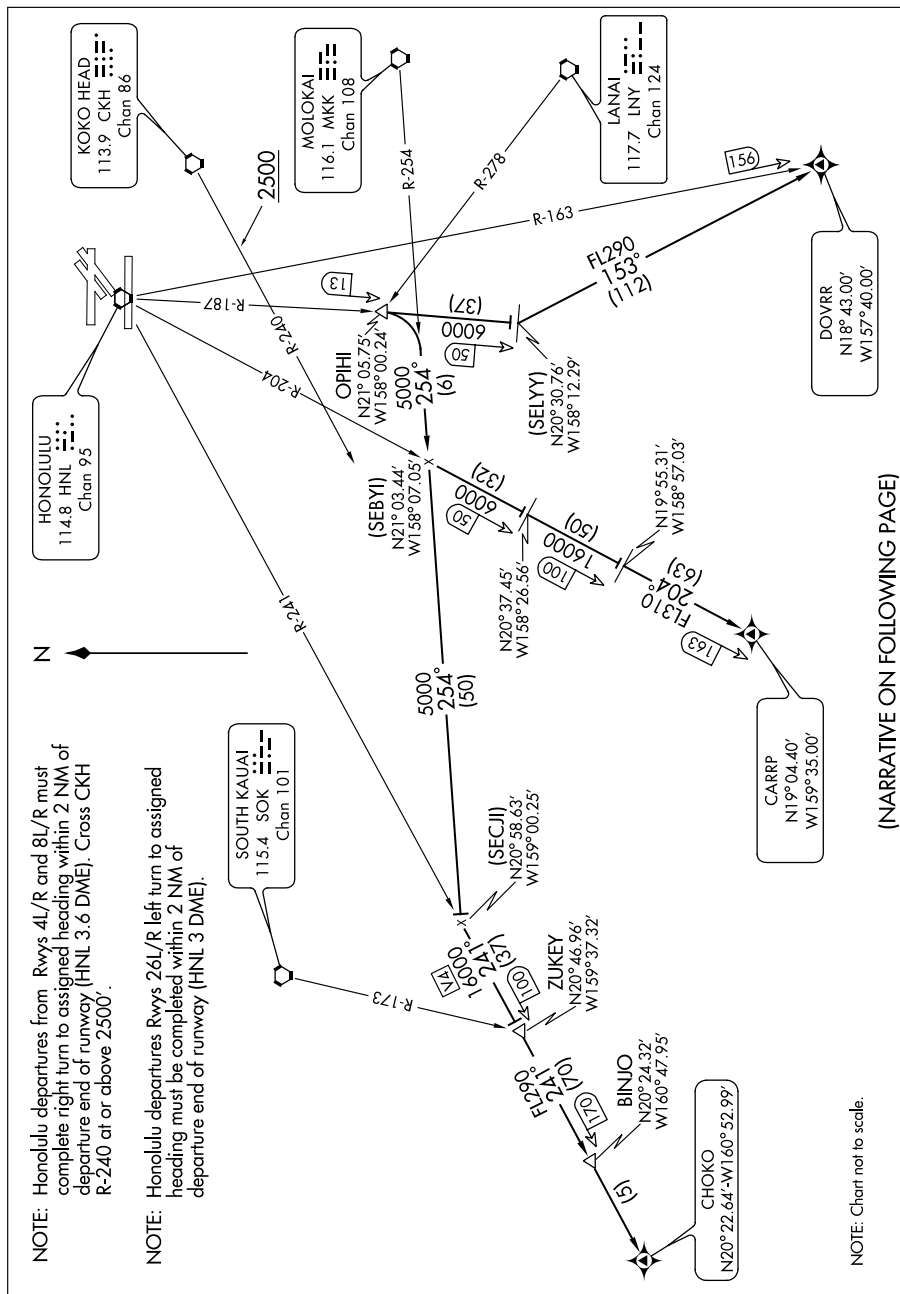 NOTE: Honolulu departures from Rwys 4L/R and 8L/R must
complete right turn to assigned heading within 2 NM of
departure end of runway (HNL 3.6 DME). Cross CKH
R-240 at or above 2500'.
NOTE: Honolulu departures Rwys 26L/R left turn to assigned
heading must be completed within 2 NM of
departure end of runway (HNL 3 DME).
N
HONOLULU
114.8 HNL
Chan 95
KOKO HEAD
113.9 CKH
Chan 86
2500
MOLOKAI
116.1 MKK
Chan 108
LANAI
117.7 LNY
Chan 124
SOUTH KAUAI
115.4 SOK
Chan 101
R-241
R-204
R-240
R-187
R-163
R-254
R-278
R-173
13
OPIHI
N21° 05.75'
W158° 00.24'
5000
254°
(6)
6000
(37)
50
(SELYY)
N20° 30.76'
W158° 12.29'
FL290
153°
(112)
156
DOVRR
N18° 43.00'
W157° 40.00'
(SEBYI)
N21° 03.44'
W158° 07.05'
6000
(32)
50
N20° 37.45'
W158° 26.56'
16000
(50)
100
N19° 55.31'
W158° 57.03'
FL310
204°
(63)
163
CARRP
N19° 04.40'
W159° 35.00'
5000
254°
(50)
(SECJI)
N20° 58.63'
W159° 00.25'
V4
16000
241°
(37)
100
ZUKEY
N20° 46.96'
W159° 37.32'
FL290
241°
(70)
170
BINJO
N20° 24.32'
W160° 47.95'
(5)
CHOKO
N20° 22.64'-W160° 52.99'
NOTE: Chart not to scale.
(NARRATIVE ON FOLLOWING PAGE)